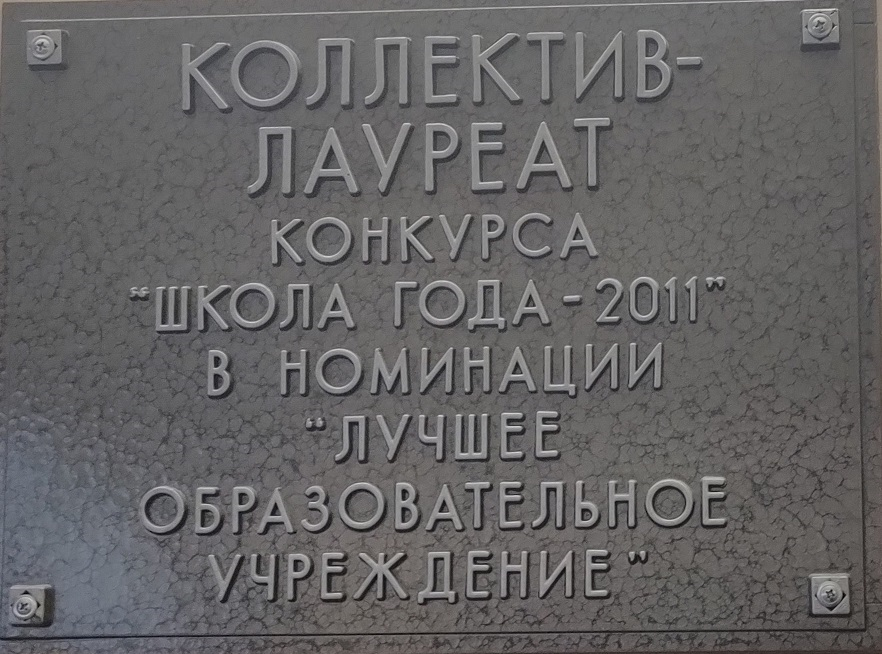 КОЛЛЕКТИВ-
ЛАУРЕАТ
КОНКУРСА
“ШКОЛА ГОДА-2011”
В НОМИНАЦИИ
“ЛУЧШЕЕ
ОБРАЗОВАТЕЛЬНОЕ
УЧРЕЖДЕНИЕ”